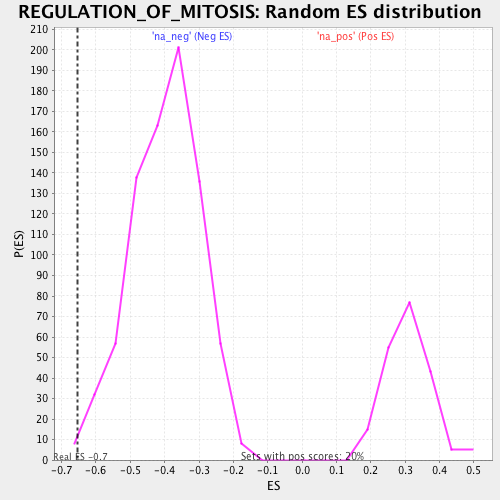 REGULATION_OF_MITOSIS: Random ES distribution
'na_neg' (Neg ES)
'na_pos' (Pos ES)
210
200
190
180
170
160
150
140
130
120
110
100
90
80
70
60
50
40
30
20
10
0
P(ES)
Real ES -0.7
Sets with pos scores: 20%
-0.7 -0.6 -0.5 -0.4 -0.3 -0.2 -0.1 0.0 0.1 0.2 0.3 0.4 0.5
ES